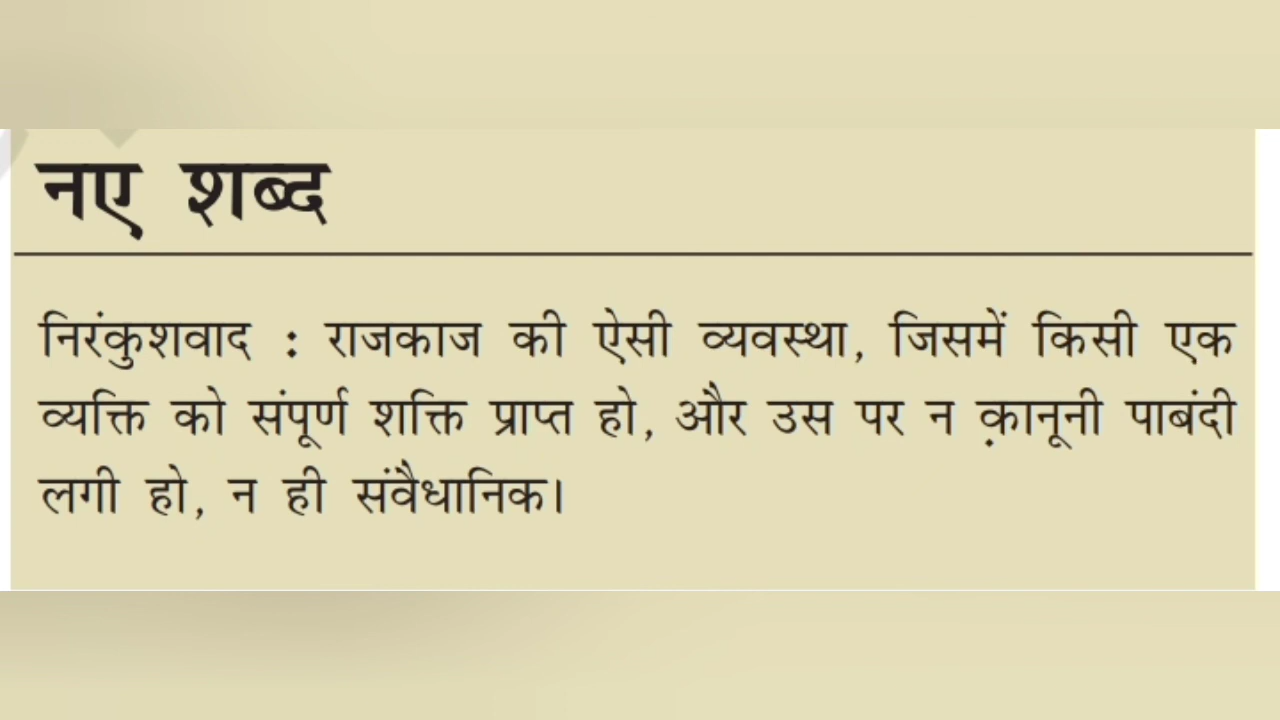 नए शब्द
निरंकुशवाद : राजकाज की ऐसी व्यवस्था, जिसमें किसी एक
व्यक्ति को संपूर्ण शक्ति प्राप्त हो, और उस पर न क़ानूनी पाबंदी
लगी हो, न ही संवैधानिक।